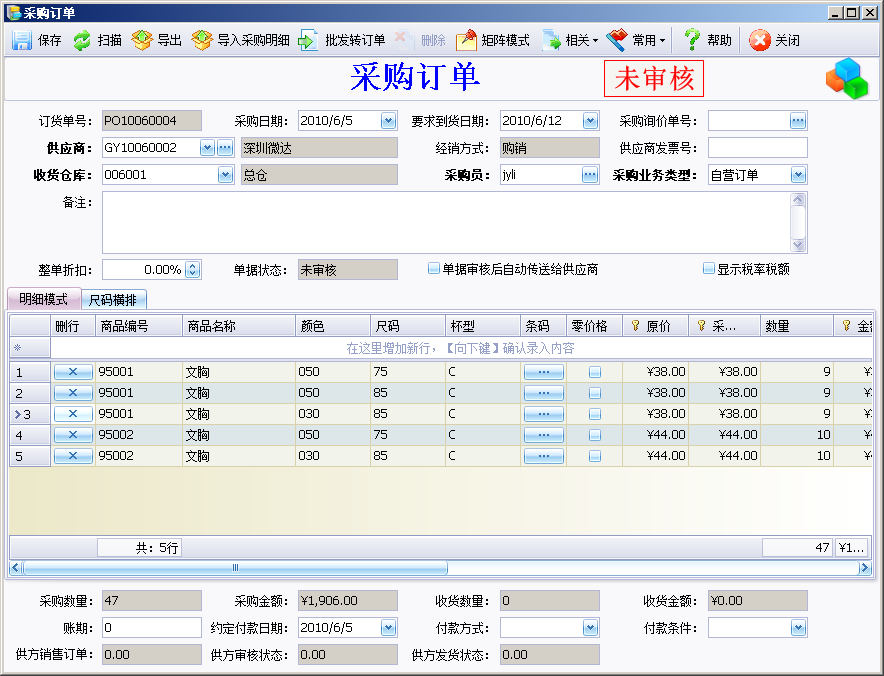 采购订单
保存 扫描 导出 导入采购明细 批发转订单 删除 矩阵模式 相关 常用 帮助 关闭
采购订单 未审核
订货单号: PO10060004 采购日期: 2010/6/5 要求到货日期: 2010/6/12 采购询价单号:
供应商: GY10060002 深圳微达 经销方式: 购销 供应商发票号:
收货仓库: 006001 总仓 采购员: jyli 采购业务类型: 自营订单
备注:
整单折扣: 0.00% 单据状态: 未审核 单据审核后自动传送给供应商 显示税率税额
明细模式 尺码横排
删行 商品编号 商品名称 颜色 尺码 杯型 条码 零价格 原价 采... 数量
在这里增加新行,【向下键】确认录入内容
1 95001 文胸 050 75 C ¥38.00 ¥38.00 9
2 95001 文胸 050 85 C ¥38.00 ¥38.00 9
3 95001 文胸 030 85 C ¥38.00 ¥38.00 9
4 95002 文胸 050 75 C ¥44.00 ¥44.00 10
5 95002 文胸 030 85 C ¥44.00 ¥44.00 10
共: 5行 47 ¥1...
采购数量: 47 采购金额: ¥1,906.00 收货数量: 0 收货金额: ¥0.00
账期: 0 约定付款日期: 2010/6/5 付款方式: 付款条件:
供方销售订单: 0.00 供方审核状态: 0.00 供方发货状态: 0.00